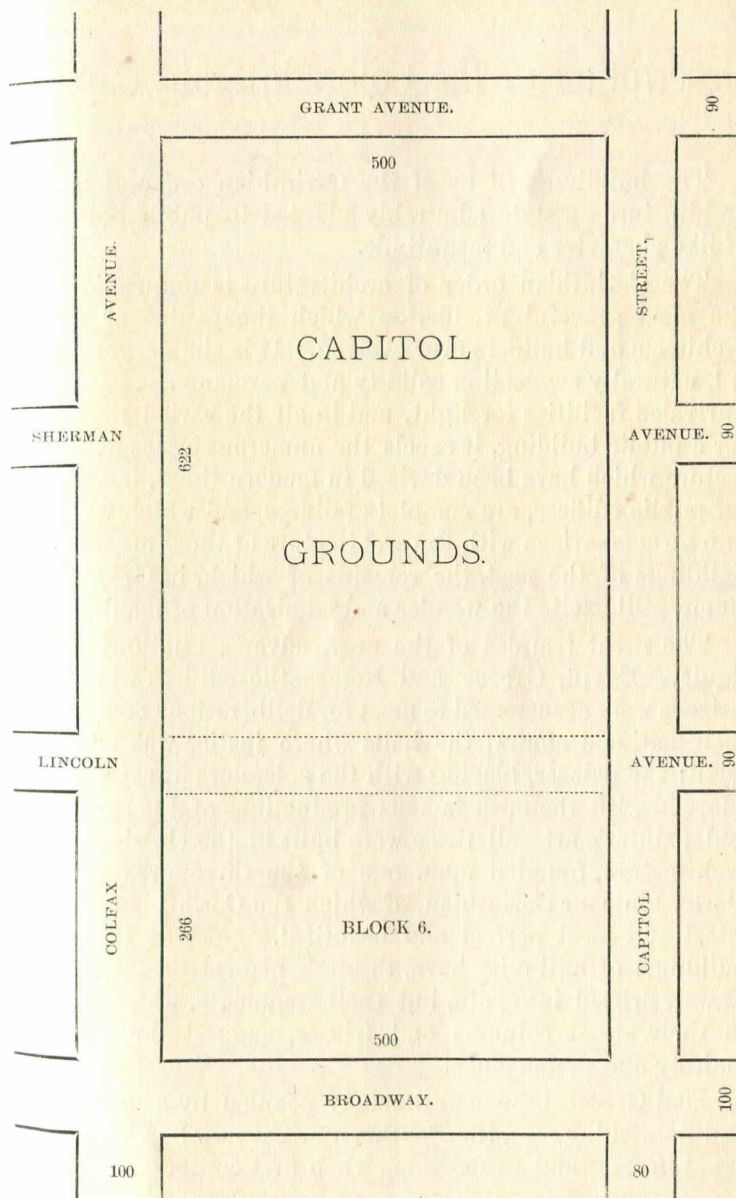 GRANT AVENUE.
90
500
AVENUE.
STREET,
CAPITOL
SHERMAN
AVENUE.
90
622
GROUNDS.
LINCOLN
AVENUE.
90
COLFAX
266
BLOCK 6.
CAPITOL
500
BROADWAY.
100
100
80